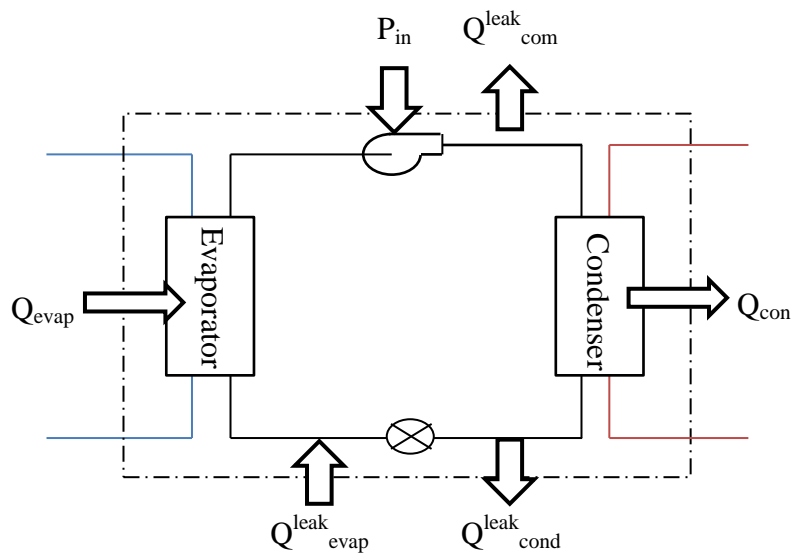 P_in Q^leak_com
Evaporator
Condenser
Q_evap
Q_con
Q^leak_evap Q^leak_cond